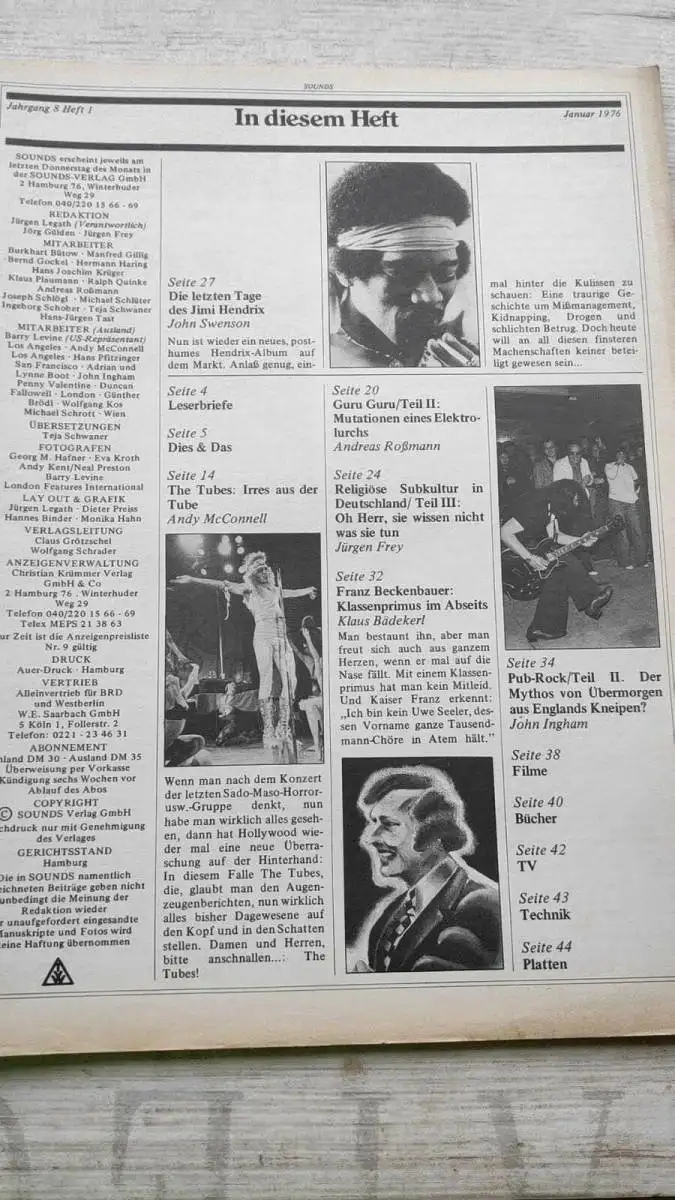 SOUNDS
Jahrgang 8 Heft 1
In diesem Heft
Januar 1976
SOUNDS erscheint jeweils am
letzten Donnerstag des Monats in
der SOUNDS-VERLAG GmbH
2 Hamburg 76, Winterhuder
Weg 29
Telefon 040/220 15 66 - 69
REDAKTION
Jürgen Legath (Verantwortlich)
Jörg Gülden · Jürgen Frey
MITARBEITER
Burkhart Bütow · Manfred Gillig
· Bernd Gockel · Hermann Haring
Hans Joachim Krüger
Klaus Plaumann · Ralph Quinke
Andreas Roßmann
Joseph Schlögl · Michael Schlüter
Ingeborg Schober · Teja Schwaner
Hans-Jürgen Tast
MITARBEITER (Ausland)
Barry Levine (US-Repräsentant)
Los Angeles · Andy McConnell
Los Angeles · Hans Pfitzinger
San Francisco · Adrian und
Lynne Boot · John Ingham
Penny Valentine · Duncan
Fallowell · London · Günther
Brödl · Wolfgang Kos
Michael Schrott · Wien
ÜBERSETZUNGEN
Teja Schwaner
FOTOGRAFEN
Georg M. Hafner · Eva Kroth
Andy Kent/Neal Preston
Barry Levine
London Features International
LAY OUT & GRAFIK
Jürgen Legath · Dieter Preiss
Hannes Binder · Monika Hahn
VERLAGSLEITUNG
Claus Grötzschel
Wolfgang Schrader
ANZEIGENVERWALTUNG
Christian Krümmer Verlag
GmbH & Co
2 Hamburg 76 . Winterhuder
Weg 29
Telefon 040/220 15 66 - 69
Telex MEPS 21 38 63
ur Zeit ist die Anzeigenpreisliste
Nr. 9 gültig
DRUCK
Auer-Druck · Hamburg
VERTRIEB
Alleinvertrieb für BRD
und Westberlin
W.E. Saarbach GmbH
5 Köln 1, Follerstr. 2
Telefon: 0221 - 23 46 31
ABONNEMENT
nland DM 30 · Ausland DM 35
Überweisung per Vorkasse
Kündigung sechs Wochen vor
Ablauf des Abos
COPYRIGHT
© SOUNDS Verlag GmbH
chdruck nur mit Genehmigung
des Verlages
GERICHTSSTAND
Hamburg
Die in SOUNDS namentlich
eichneten Beiträge geben nicht
unbedingt die Meinung der
Redaktion wieder
r unaufgefordert eingesandte
Manuskripte und Fotos wird
keine Haftung übernommen
Seite 27
Die letzten Tage
des Jimi Hendrix
John Swenson
Nun ist wieder ein neues, post-
humes Hendrix-Album auf
dem Markt. Anlaß genug, ein-
mal hinter die Kulissen zu
schauen: Eine traurige Ge-
schichte um Mißmanagement,
Kidnapping, Drogen und
schlichten Betrug. Doch heute
will an all diesen finsteren
Machenschaften keiner betei-
ligt gewesen sein...
Seite 4
Leserbriefe
Seite 5
Dies & Das
Seite 14
The Tubes: Irres aus der
Tube
Andy McConnell
Wenn man nach dem Konzert
der letzten Sado-Maso-Horror-
usw.-Gruppe denkt, nun
habe man wirklich alles geseh-
en, dann hat Hollywood wie-
der mal eine neue Überra-
schung auf der Hinterhand:
In diesem Falle The Tubes,
die, glaubt man den Augen-
zeugenberichten, nun wirklich
alles bisher Dagewesene auf
den Kopf und in den Schatten
stellen. Damen und Herren,
bitte anschnallen...: The
Tubes!
Seite 20
Guru Guru/Teil II:
Mutationen eines Elektro-
lurchs
Andreas Roßmann
Seite 24
Religiöse Subkultur in
Deutschland/ Teil III:
Oh Herr, sie wissen nicht
was sie tun
Jürgen Frey
Seite 32
Franz Beckenbauer:
Klassenprimus im Abseits
Klaus Bädekerl
Man bestaunt ihn, aber man
freut sich auch aus ganzem
Herzen, wenn er mal auf die
Nase fällt. Mit einem Klassen-
primus hat man kein Mitleid.
Und Kaiser Franz erkennt:
„Ich bin kein Uwe Seeler, des-
sen Vorname ganze Tausend-
mann-Chöre in Atem hält."
Seite 34
Pub-Rock/Teil II. Der
Mythos von Übermorgen
aus Englands Kneipen?
John Ingham
Seite 38
Filme
Seite 40
Bücher
Seite 42
TV
Seite 43
Technik
Seite 44
Platten